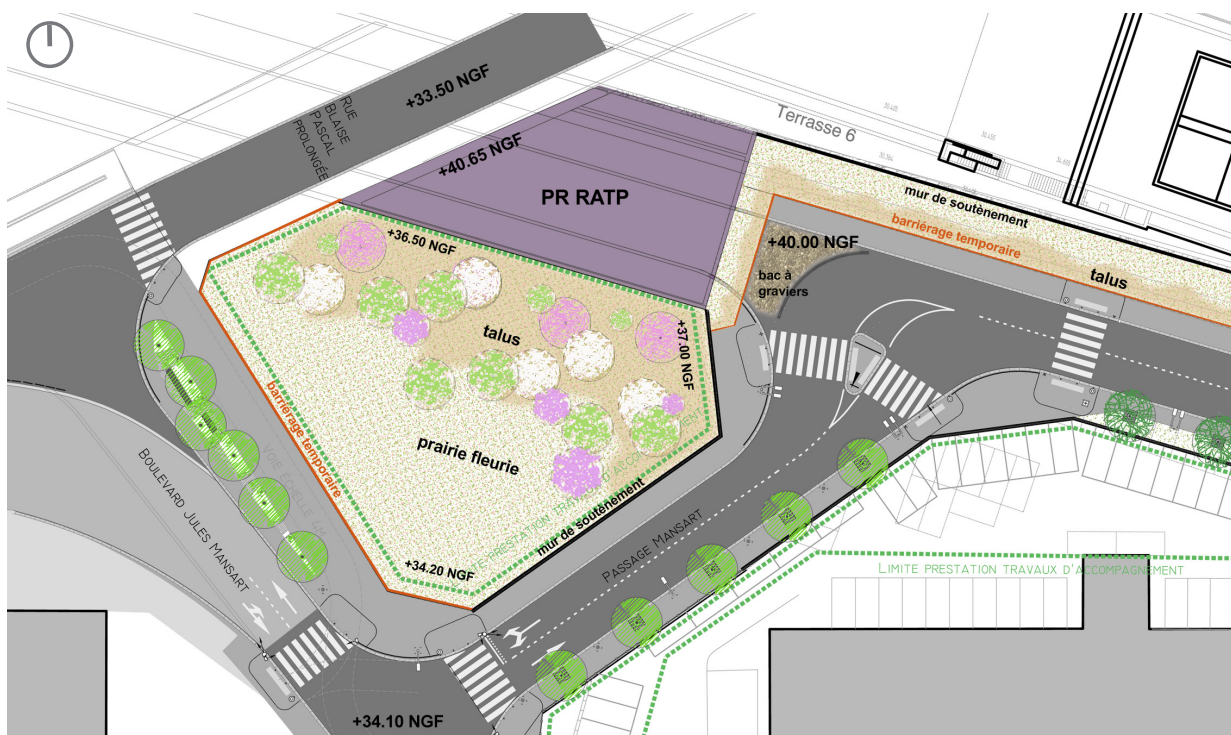 +33.50 NGF
RUE
BLAISE
PASCAL
PROLONGÉE
+40.65 NGF
PR RATP
Terrasse 6
mur de soutènement
barrièrage temporaire
talus
+40.00 NGF
bac à
graviers
+36.50 NGF
talus
+37.00 NGF
prairie fleurie
barrièrage temporaire
mur de soutènement
+34.20 NGF
BOULEVARD JULES MANSART
PASSAGE MANSART
LIMITE PRESTATION TRAVAUX D'ACCOMPAGNEMENT
+34.10 NGF